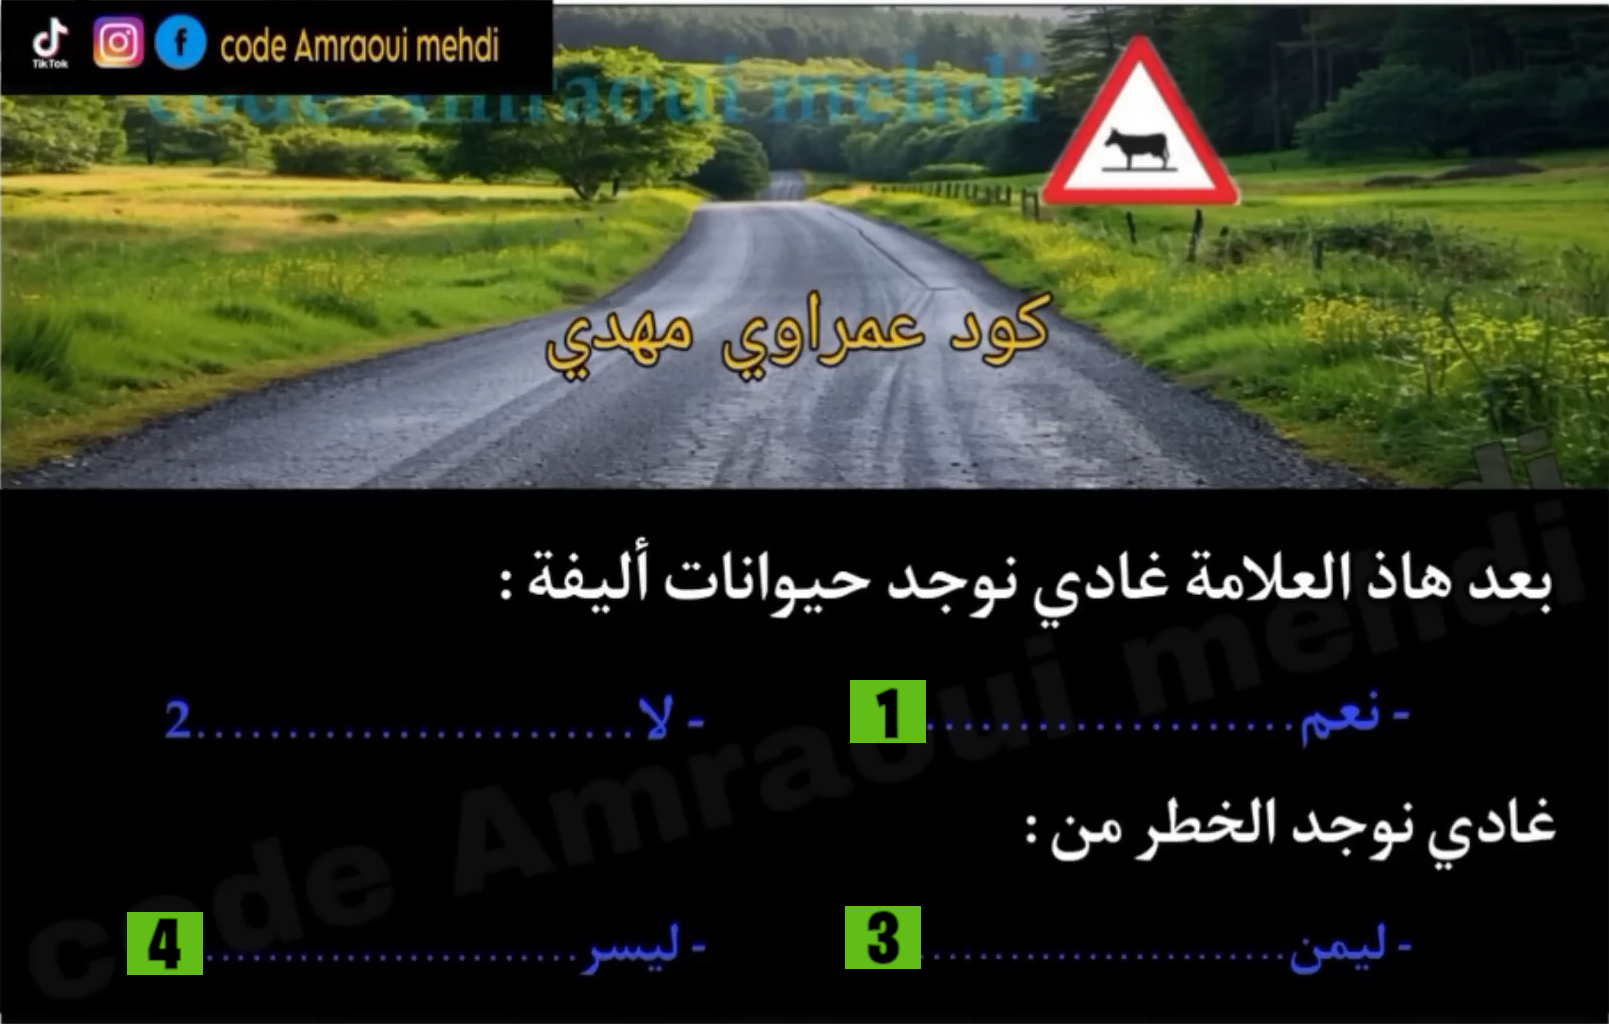 TikTok code Amraoui mehdi
code Amraoui mehdi
كود عمراوي مهدي
بعد هاذ العلامة غادي نوجد حيوانات أليفة :
- نعم.....................1 - لا........................2
غادي نوجد الخطر من :
- ليمن.....................3 - ليسر.....................4
code Amraoui mehdi